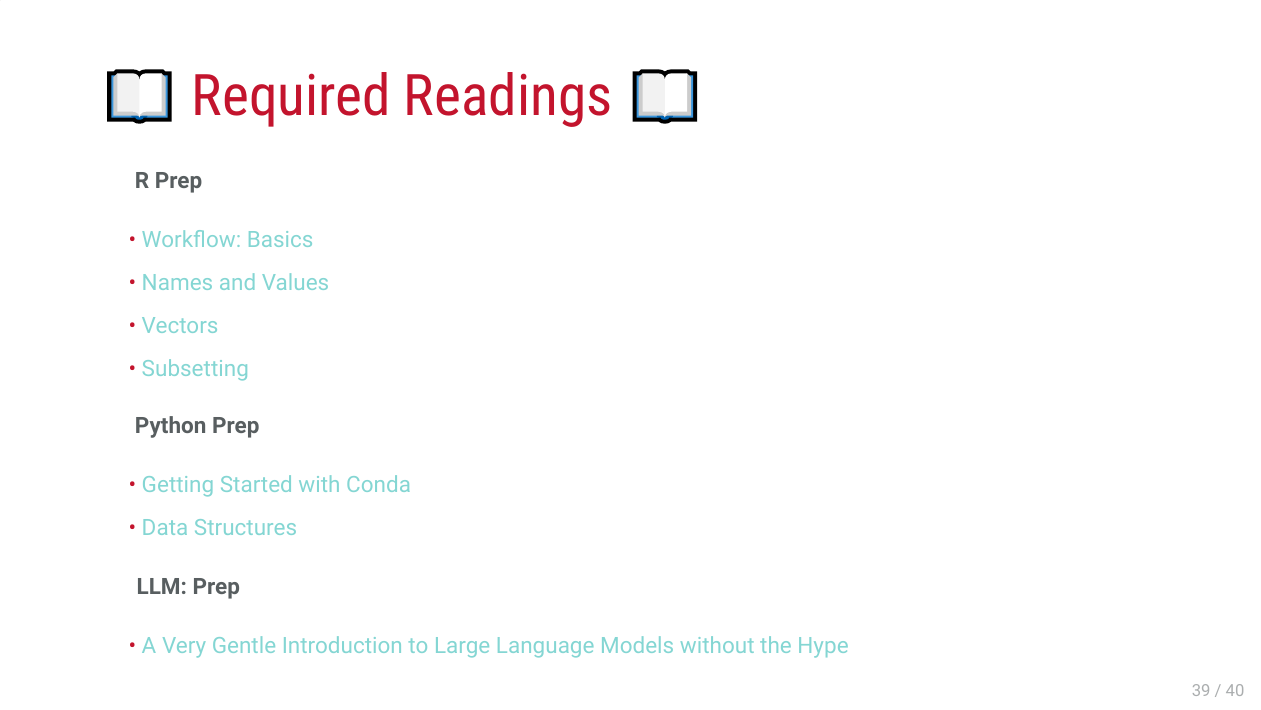 📖 Required Readings 📖
R Prep
• Workflow: Basics
• Names and Values
• Vectors
• Subsetting
Python Prep
• Getting Started with Conda
• Data Structures
LLM: Prep
• A Very Gentle Introduction to Large Language Models without the Hype
39 / 40